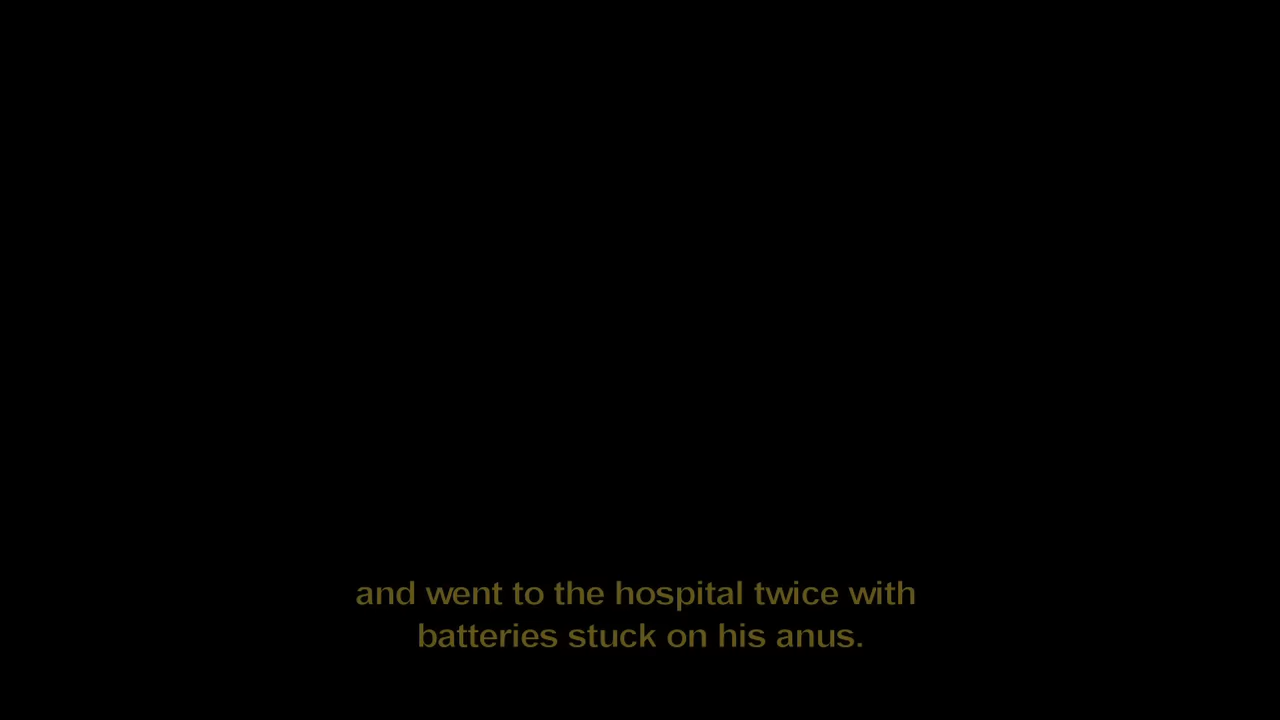 and went to the hospital twice with
batteries stuck on his anus.